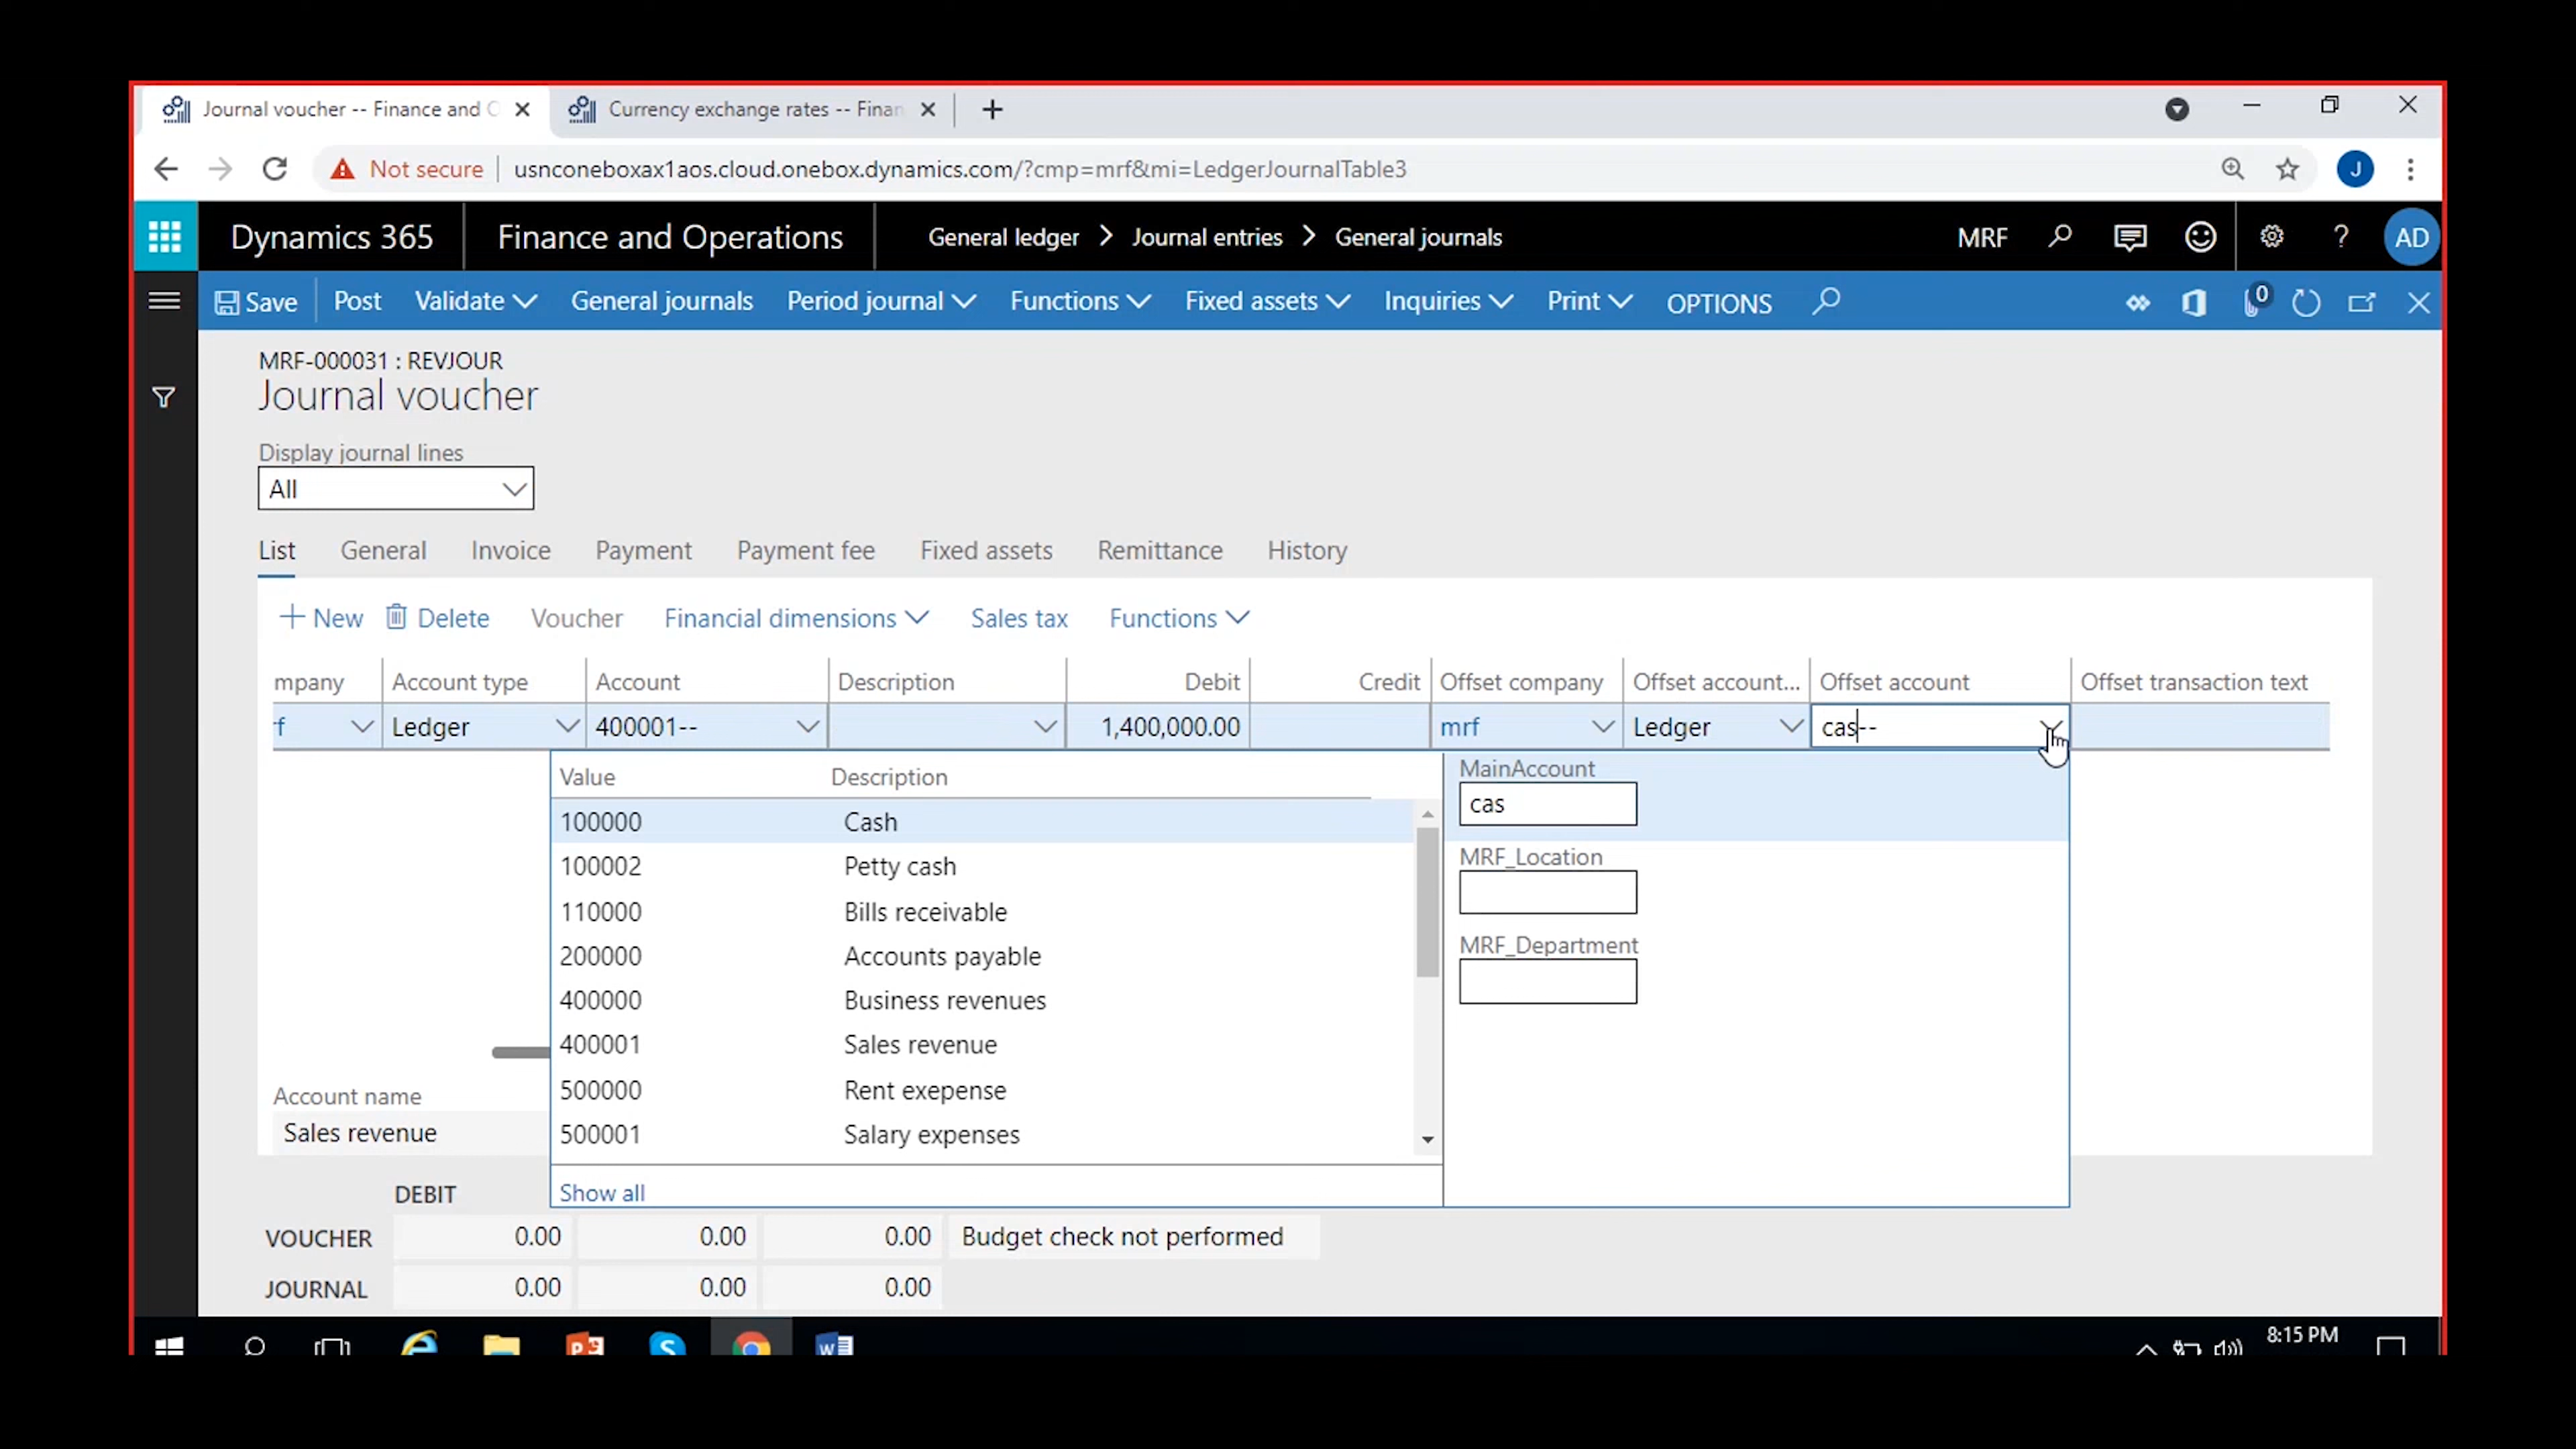 Journal voucher -- Finance and O
Currency exchange rates -- Finan
Not secure
usnconeboxax1aos.cloud.onebox.dynamics.com/?cmp=mrf&mi=LedgerJournalTable3
J
Dynamics 365
Finance and Operations
General ledger > Journal entries > General journals
MRF
?
AD
Save
Post
Validate
General journals
Period journal
Functions
Fixed assets
Inquiries
Print
OPTIONS
0
MRF-000031 : REVJOUR
Journal voucher
Display journal lines
All
List
General
Invoice
Payment
Payment fee
Fixed assets
Remittance
History
New
Delete
Voucher
Financial dimensions
Sales tax
Functions
mpany
Account type
Account
Description
Debit
Credit
Offset company
Offset account...
Offset account
Offset transaction text
rf
Ledger
400001--
1,400,000.00
mrf
Ledger
cas--
Value
Description
100000 Cash
100002 Petty cash
110000 Bills receivable
200000 Accounts payable
400000 Business revenues
400001 Sales revenue
500000 Rent exepense
500001 Salary expenses
Show all
MainAccount
cas
MRF_Location
MRF_Department
Account name
Sales revenue
DEBIT
VOUCHER 0.00 0.00 0.00 Budget check not performed
JOURNAL 0.00 0.00 0.00
8:15 PM